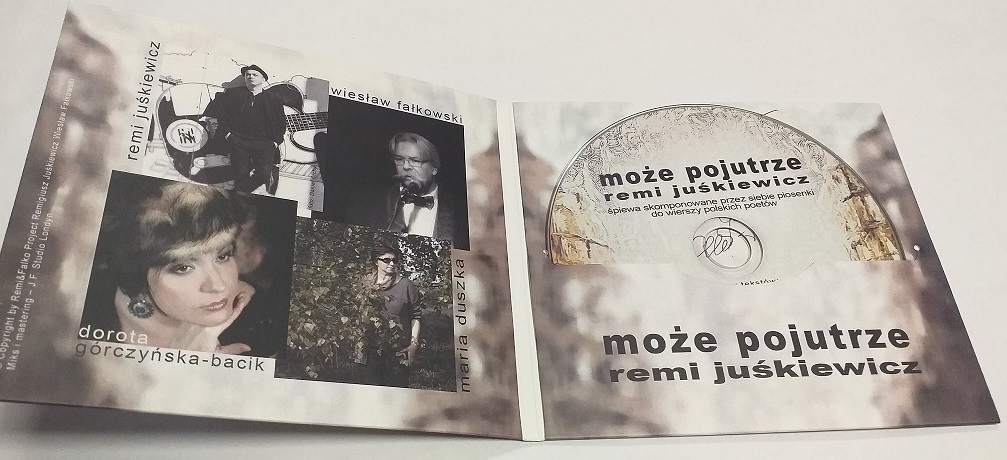 © Copyright by Remi&Falko Project Remigiusz Juśkiewicz Wiesław Fałkowski
Miks i mastering – J.F. Studio Londyn
remi juśkiewicz
wiesław fałkowski
dorota
górczyńska-bacik
maria duszka
może pojutrze
remi juśkiewicz
śpiewa skomponowane przez siebie piosenki
do wierszy polskich poetów
może pojutrze
remi juśkiewicz